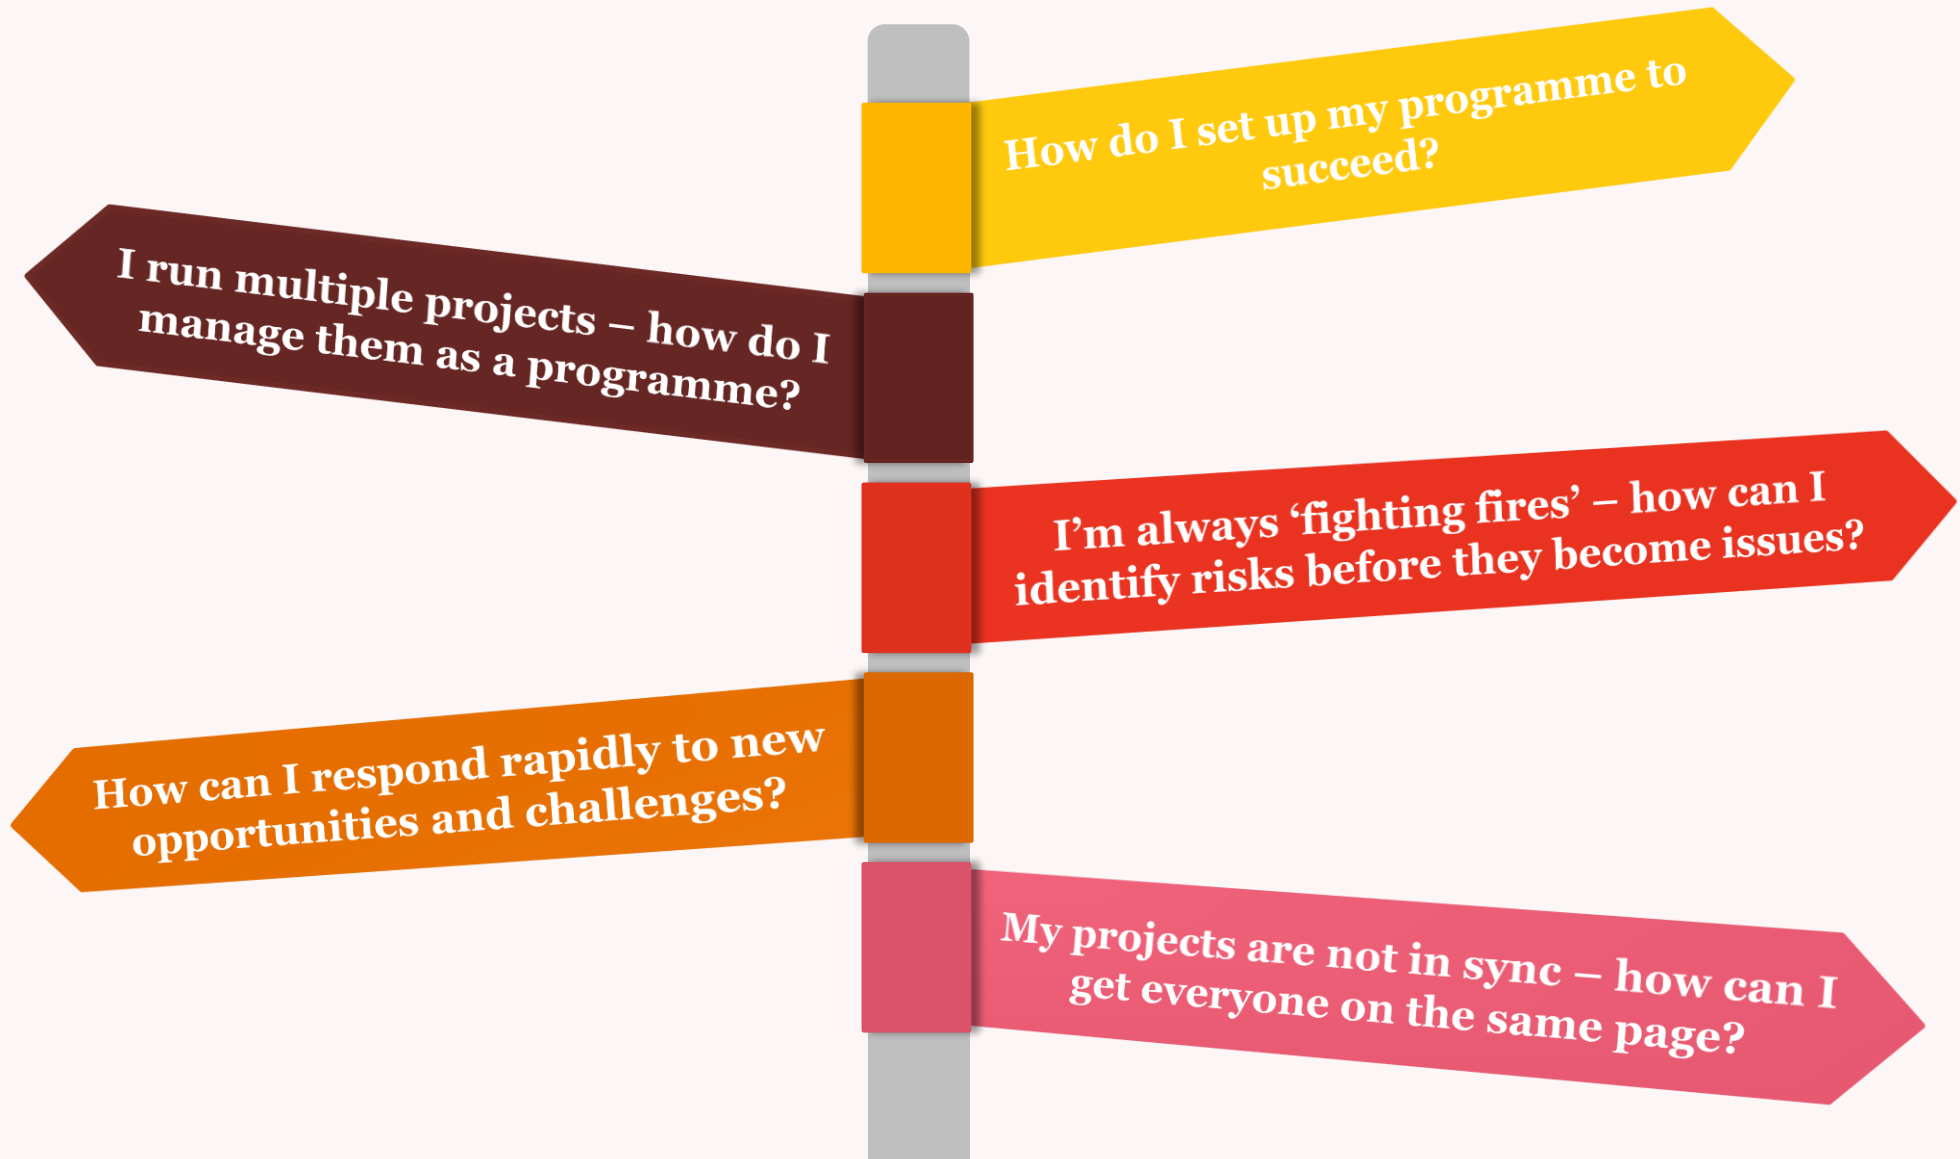 How do I set up my programme to
succeed?
I run multiple projects – how do I
manage them as a programme?
I’m always ‘fighting fires’ – how can I
identify risks before they become issues?
How can I respond rapidly to new
opportunities and challenges?
My projects are not in sync – how can I
get everyone on the same page?